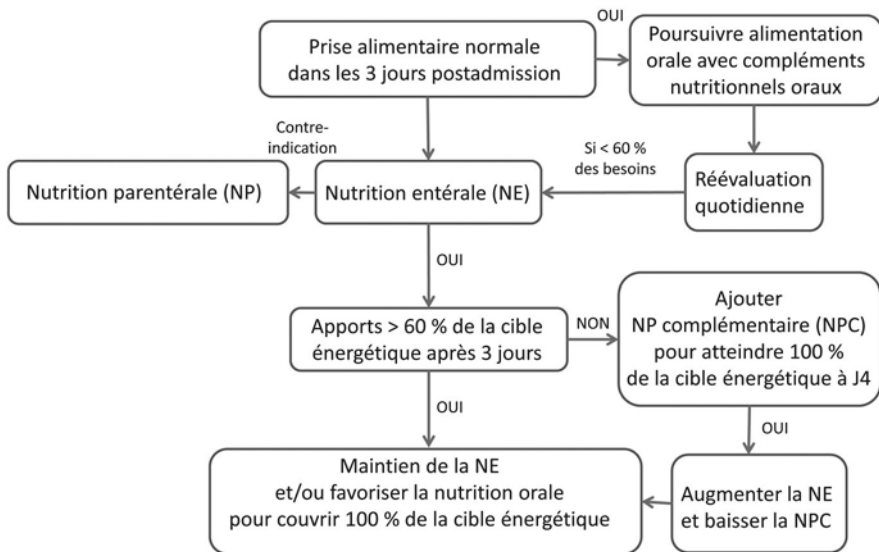 OUI
Prise alimentaire normale
dans les 3 jours postadmission
Poursuivre alimentation
orale avec compléments
nutritionnels oraux
Contre-
indication
Si < 60 %
des besoins
Nutrition parentérale (NP)
Nutrition entérale (NE)
Réévaluation
quotidienne
OUI
Apports > 60 % de la cible
énergétique après 3 jours
NON
Ajouter
NP complémentaire (NPC)
pour atteindre 100 %
de la cible énergétique à J4
OUI
OUI
Maintien de la NE
et/ou favoriser la nutrition orale
pour couvrir 100 % de la cible énergétique
Augmenter la NE
et baisser la NPC